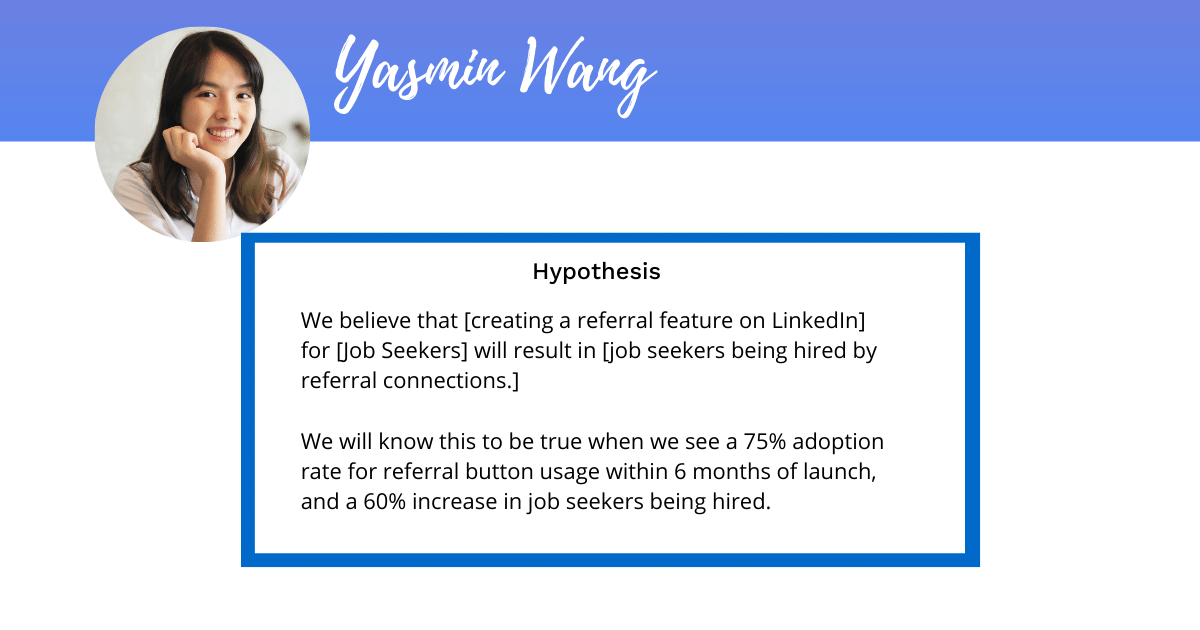 Yasmin Wang
Hypothesis
We believe that [creating a referral feature on LinkedIn]
for [Job Seekers] will result in [job seekers being hired by
referral connections.]
We will know this to be true when we see a 75% adoption
rate for referral button usage within 6 months of launch,
and a 60% increase in job seekers being hired.